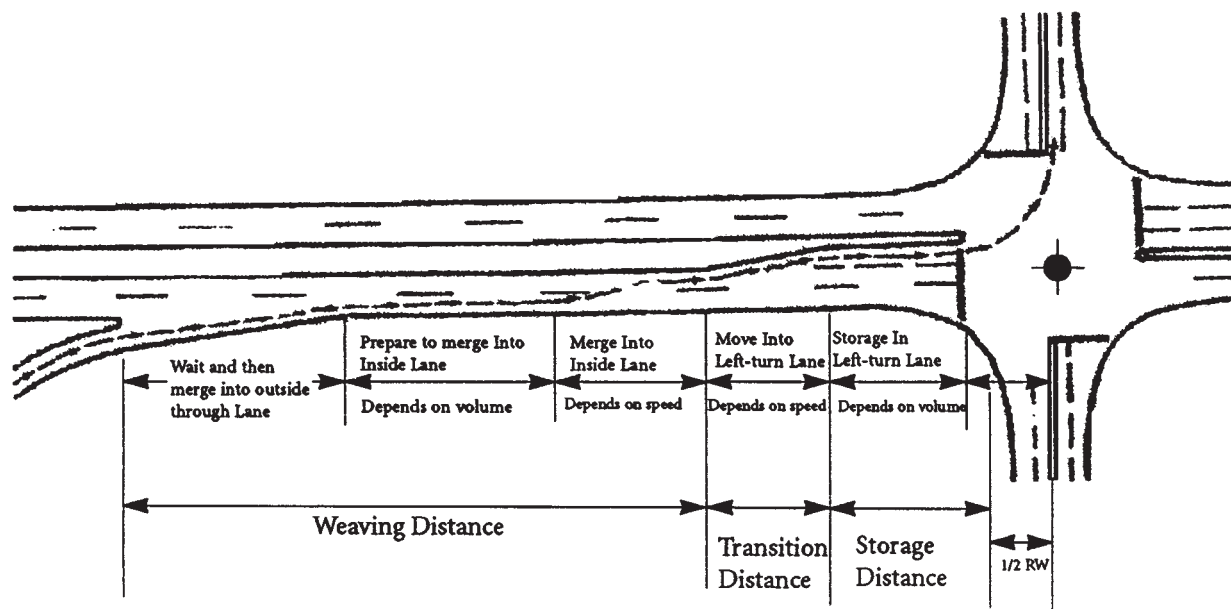 Wait and then
merge into outside
through Lane
Prepare to merge Into
Inside Lane
Depends on volume
Merge Into
Inside Lane
Depends on speed
Move Into
Left-turn Lane
Depends on speed
Storage In
Left-turn Lane
Depends on volume
Weaving Distance
Transition
Distance
Storage
Distance
1/2 RW